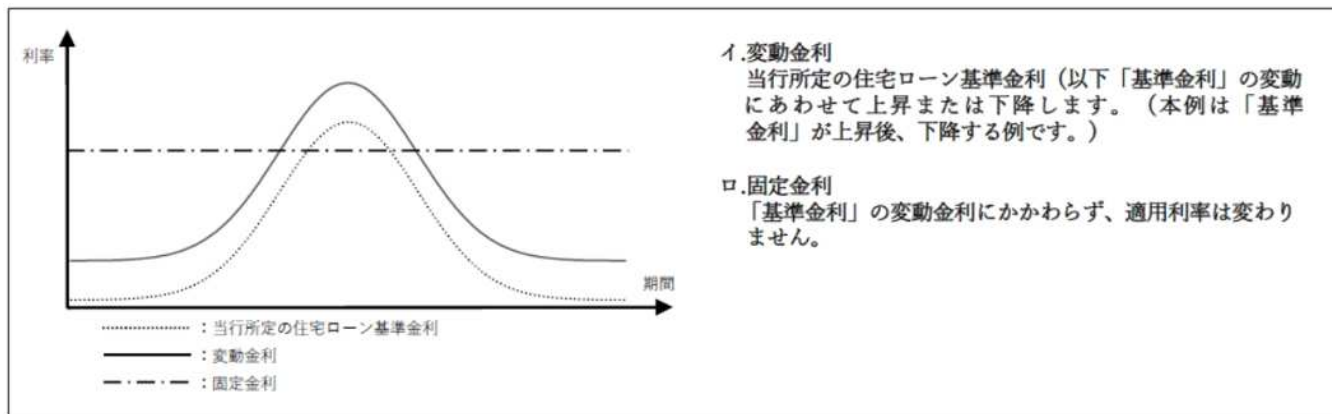 利率
期間
：当行所定の住宅ローン基準金利
：変動金利
：固定金利
イ.変動金利
当行所定の住宅ローン基準金利（以下「基準金利」の変動
にあわせて上昇または下降します。（本例は「基準
金利」が上昇後、下降する例です。）
ロ.固定金利
「基準金利」の変動金利にかかわらず、適用利率は変わり
ません。